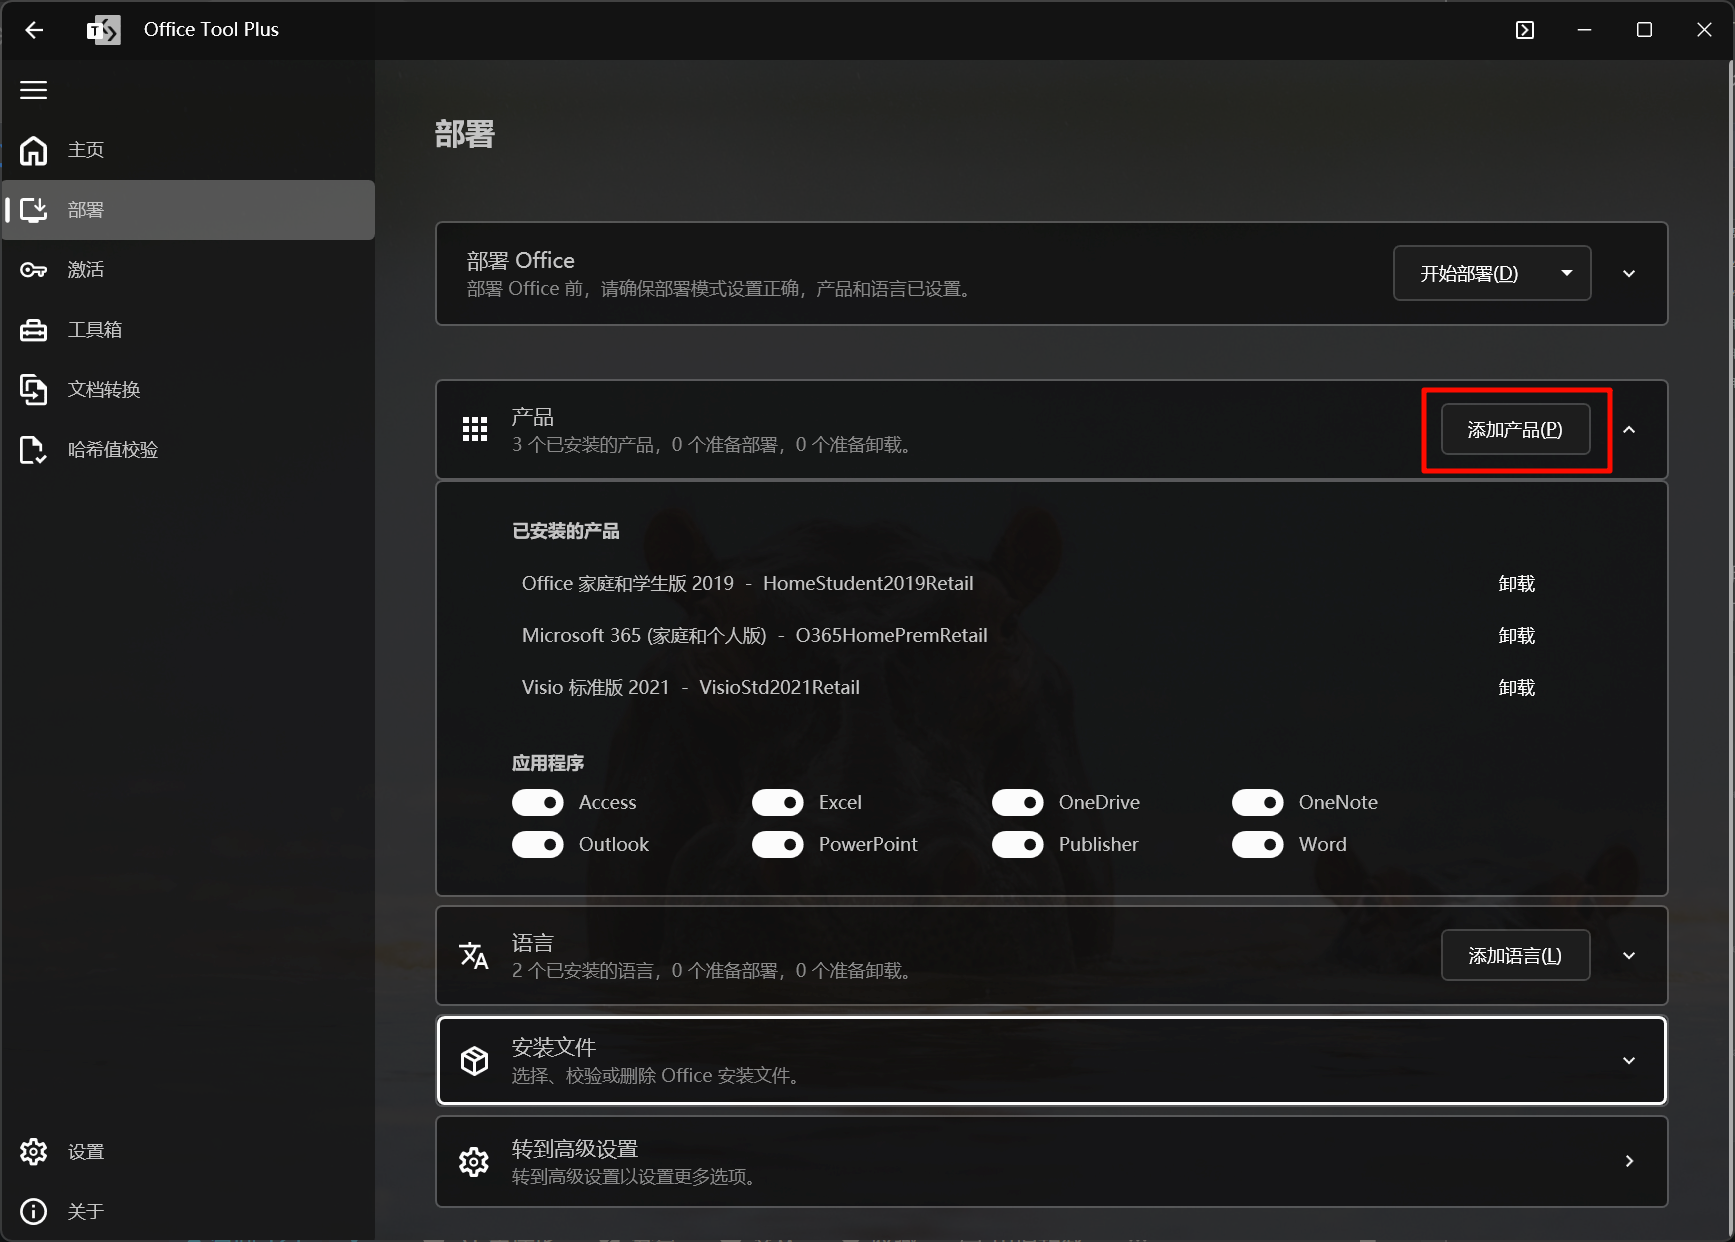 Office Tool Plus
主页
部署
激活
工具箱
文档转换
哈希值校验
设置
关于
部署
部署 Office
部署 Office 前，请确保部署模式设置正确，产品和语言已设置。
开始部署(D)
产品
3 个已安装的产品，0 个准备部署，0 个准备卸载。
添加产品(P)
已安装的产品
Office 家庭和学生版 2019 - HomeStudent2019Retail 卸载
Microsoft 365 (家庭和个人版) - O365HomePremRetail 卸载
Visio 标准版 2021 - VisioStd2021Retail 卸载
应用程序
Access Excel OneDrive OneNote
Outlook PowerPoint Publisher Word
语言
2 个已安装的语言，0 个准备部署，0 个准备卸载。
添加语言(L)
安装文件
选择、校验或删除 Office 安装文件。
转到高级设置
转到高级设置以设置更多选项。